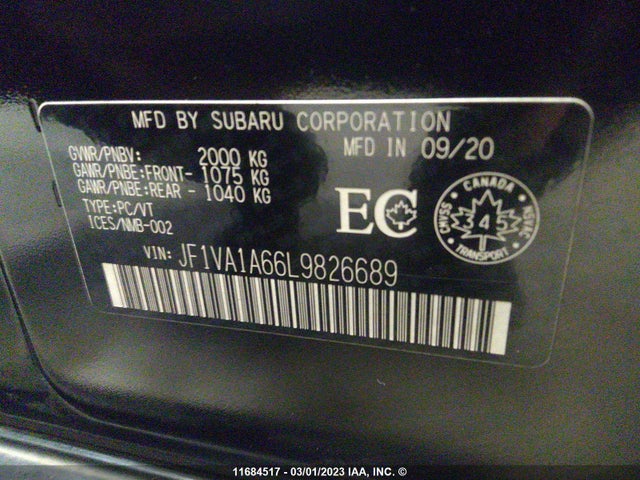 MFD BY SUBARU CORPORATION
GVWR/PNBV: 2000 KG
MFD IN 09/20
GAWR/PNBE:FRONT- 1075 KG
GAWR/PNBE:REAR - 1040 KG
TYPE:PC/VT
ICES/NMB-002
EC
CANADA
CMVSS
4
NSVAC
TRANSPORT
VIN: JF1VA1A66L9826689
11684517 - 03/01/2023 IAA, INC. ©